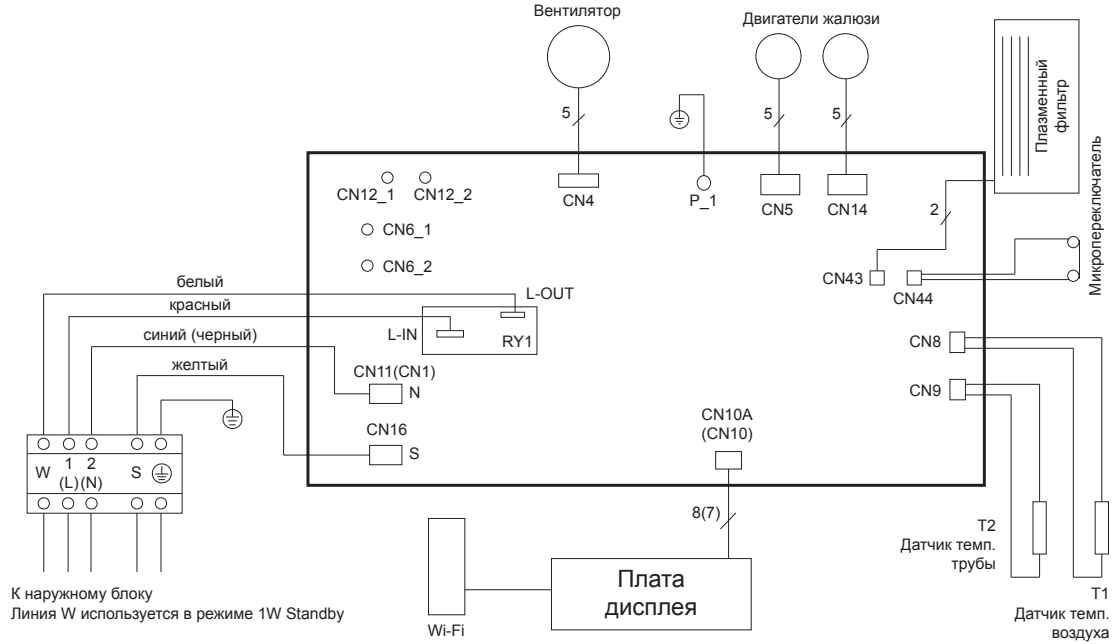 Вентилятор
Двигатели жалюзи
Плазменный
фильтр
Микропереключатель
5
5
5
2
CN12_1
CN12_2
CN4
P_1
CN5
CN14
CN6_1
CN6_2
CN43
CN44
белый
L-OUT
красный
L-IN
RY1
синий (черный)
CN8
желтый
CN11(CN1)
N
CN9
CN10A
(CN10)
CN16
S
W
1
(L)
2
(N)
S
8(7)
T2
Датчик темп.
трубы
Плата
дисплея
К наружному блоку
Линия W используется в режиме 1W Standby
Wi-Fi
T1
Датчик темп.
воздуха